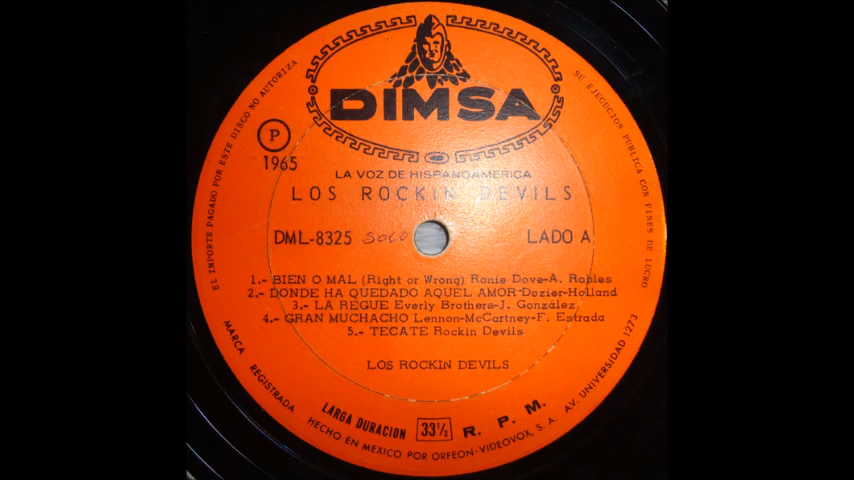 DIMSA
EL IMPORTE PAGADO POR ESTE DISCO NO AUTORIZA
SU EJECUCION PUBLICA CON FINES DE LUCRO
P
1965
LA VOZ DE HISPANOAMERICA
LOS ROCKIN DEVILS
DML-8325 SOLO LADO A
1.- BIEN O MAL (Right or Wrong) Ronie Dove-A. Robles
2.- DONDE HA QUEDADO AQUEL AMOR-Dozier-Holland
3.- LA REGUE Everly Brothers-J. González
4.- GRAN MUCHACHO Lennon-McCartney-F. Estrada
5.- TECATE Rockin Devils
LOS ROCKIN DEVILS
LARGA DURACION 33⅓ R. P. M.
MARCA REGISTRADA HECHO EN MEXICO POR ORFEON-VIDEOVOX, S. A. AV. UNIVERSIDAD 1273